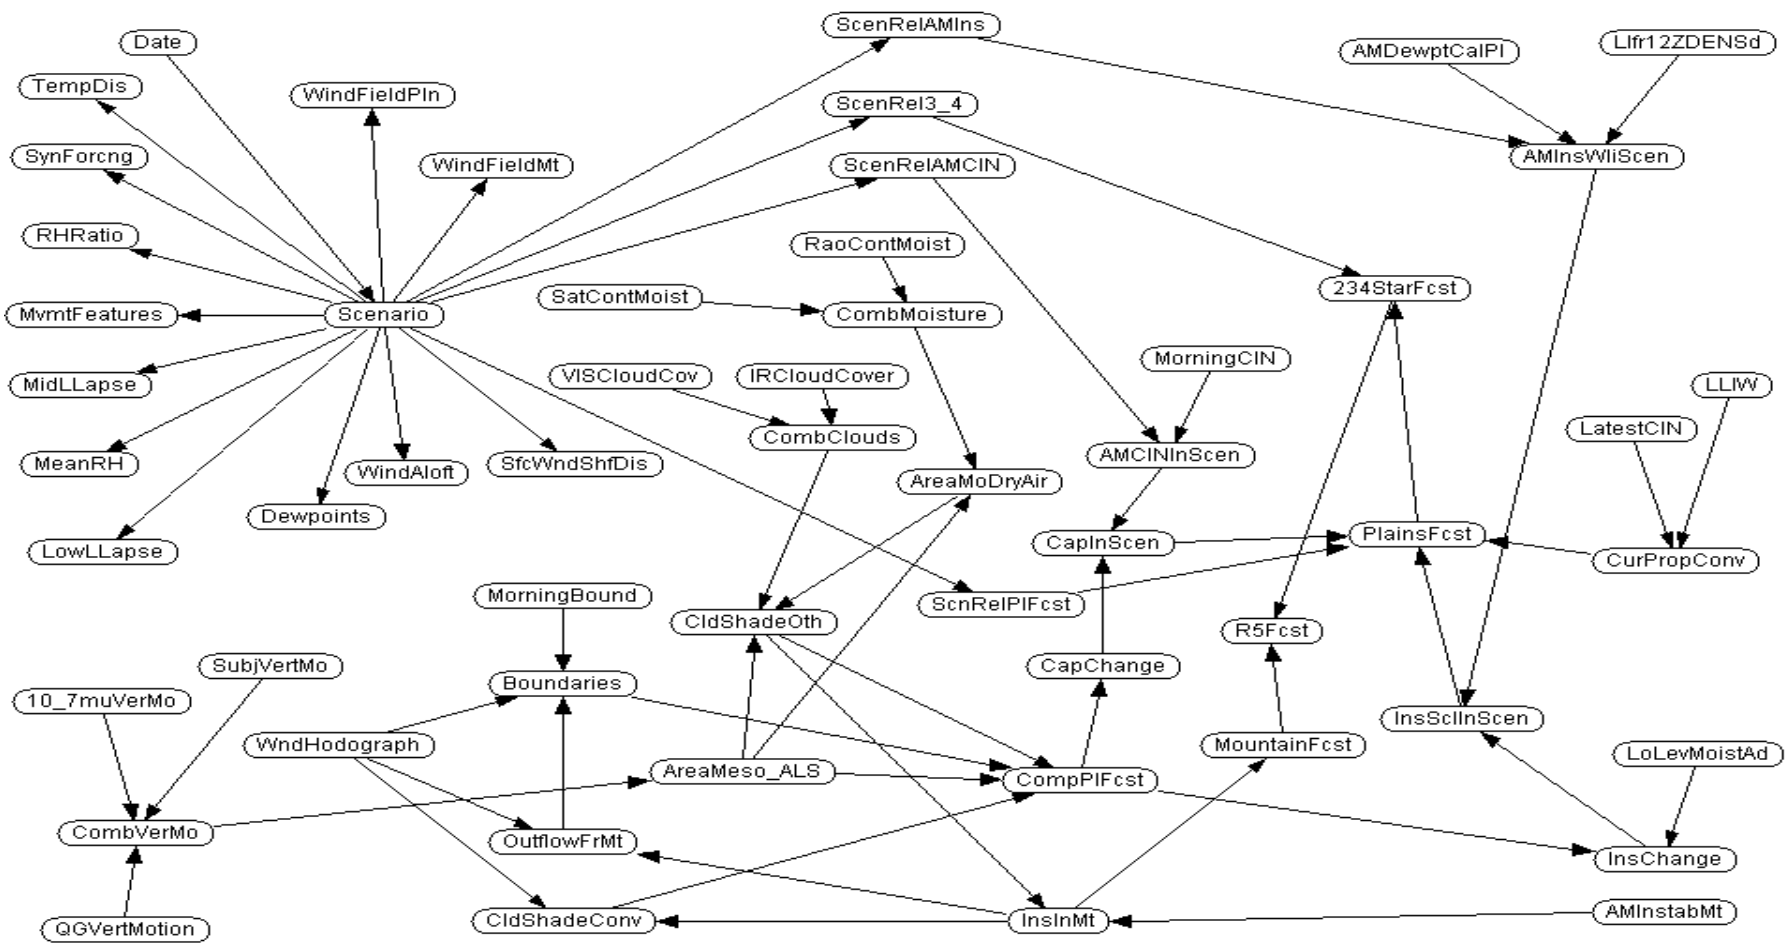 ScenRelAMIns
Date
AMDewptCalPl
LIfr12ZDENSd
TempDis
WindFieldPln
ScenRel3_4
SynForcng
WindFieldMt
ScenRelAMCIN
AMInsWliScen
RHRatio
RaoContMoist
SatContMoist
234StarFcst
MvmtFeatures
Scenario
CombMoisture
MorningCIN
MidLLapse
VISCloudCov
IRCloudCover
LLIW
LatestCIN
CombClouds
MeanRH
WindAloft
SfcWndShfDis
AMCINInScen
AreaMoDryAir
Dewpoints
LowLLapse
CapInScen
PlainsFcst
CurPropConv
MorningBound
ScnRelPlFcst
CldShadeOth
R5Fcst
SubjVertMo
Boundaries
CapChange
10_7muVerMo
InsSclInScen
WndHodograph
MountainFcst
AreaMeso_ALS
CompPlFcst
LoLevMoistAd
CombVerMo
OutflowFrMt
InsChange
QGVertMotion
CldShadeConv
InsInMt
AMInstabMt